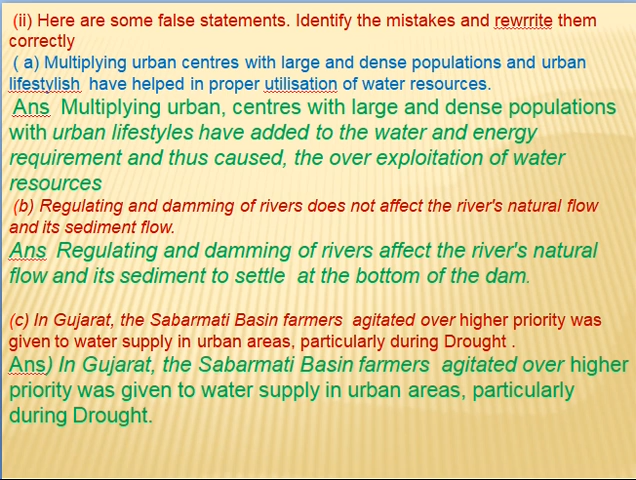 (ii) Here are some false statements. Identify the mistakes and rewrrite them
correctly
( a) Multiplying urban centres with large and dense populations and urban
lifestylish have helped in proper utilisation of water resources.
Ans Multiplying urban, centres with large and dense populations
with urban lifestyles have added to the water and energy
requirement and thus caused, the over exploitation of water
resources
(b) Regulating and damming of rivers does not affect the river's natural flow
and its sediment flow.
Ans Regulating and damming of rivers affect the river's natural
flow and its sediment to settle at the bottom of the dam.
(c) In Gujarat, the Sabarmati Basin farmers agitated over higher priority was
given to water supply in urban areas, particularly during Drought .
Ans) In Gujarat, the Sabarmati Basin farmers agitated over higher
priority was given to water supply in urban areas, particularly
during Drought.